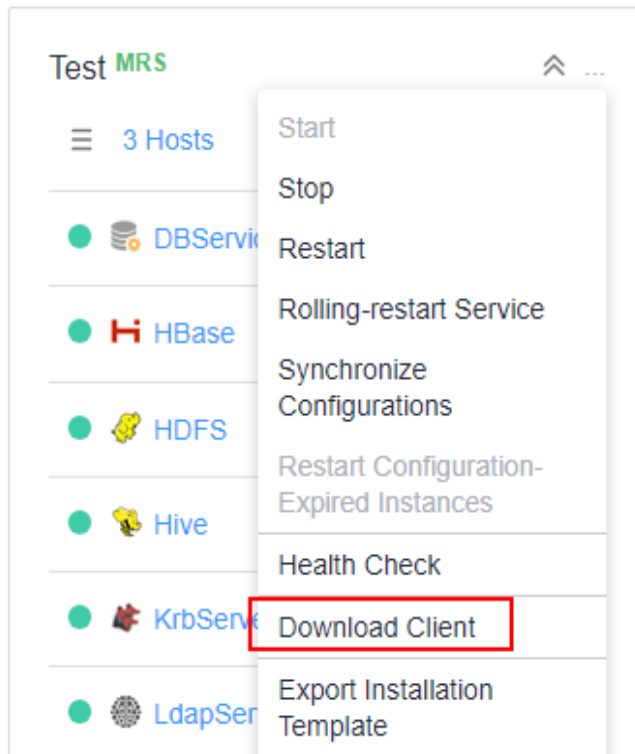 Test MRS
...
3 Hosts
Start
Stop
DBServic
Restart
Rolling-restart Service
HBase
Synchronize
Configurations
HDFS
Restart Configuration-
Expired Instances
Hive
Health Check
KrbServe
Download Client
Export Installation
Template
LdapSer